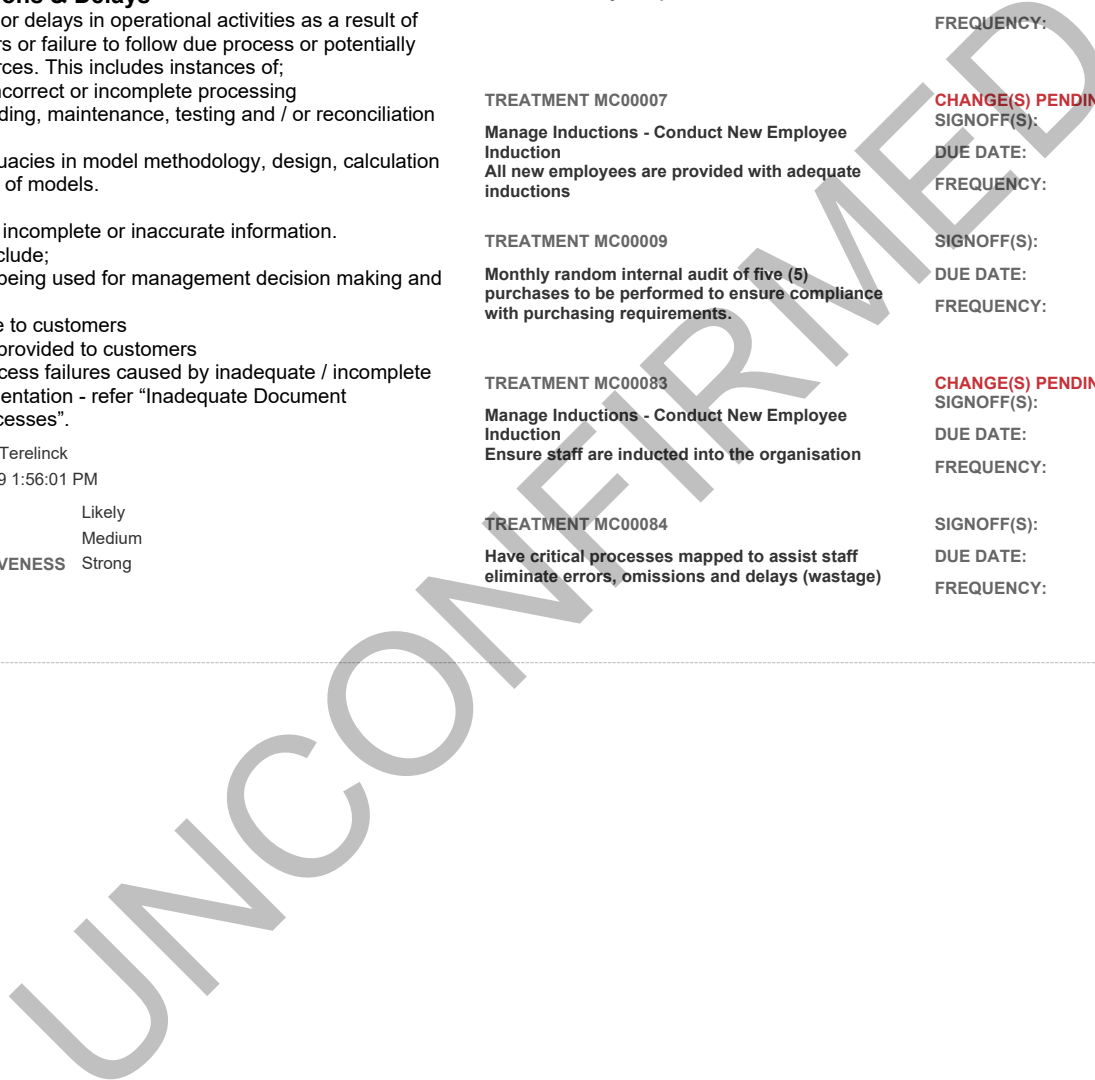 or delays in operational activities as a result of
rs or failure to follow due process or potentially
rces. This includes instances of;
ncorrect or incomplete processing
ding, maintenance, testing and / or reconciliation
uacies in model methodology, design, calculation
of models.
incomplete or inaccurate information.
clude;
being used for management decision making and
e to customers
provided to customers
cess failures caused by inadequate / incomplete
entation - refer “Inadequate Document
cesses”.
Terelinck
9 1:56:01 PM
Likely
Medium
VENESS Strong
FREQUENCY:
TREATMENT MC00007
Manage Inductions - Conduct New Employee
Induction
All new employees are provided with adequate
inductions
CHANGE(S) PENDIN
SIGNOFF(S):
DUE DATE:
FREQUENCY:
TREATMENT MC00009
Monthly random internal audit of five (5)
purchases to be performed to ensure compliance
with purchasing requirements.
SIGNOFF(S):
DUE DATE:
FREQUENCY:
TREATMENT MC00083
Manage Inductions - Conduct New Employee
Induction
Ensure staff are inducted into the organisation
CHANGE(S) PENDIN
SIGNOFF(S):
DUE DATE:
FREQUENCY:
TREATMENT MC00084
Have critical processes mapped to assist staff
eliminate errors, omissions and delays (wastage)
SIGNOFF(S):
DUE DATE:
FREQUENCY:
UNCONFIRMED